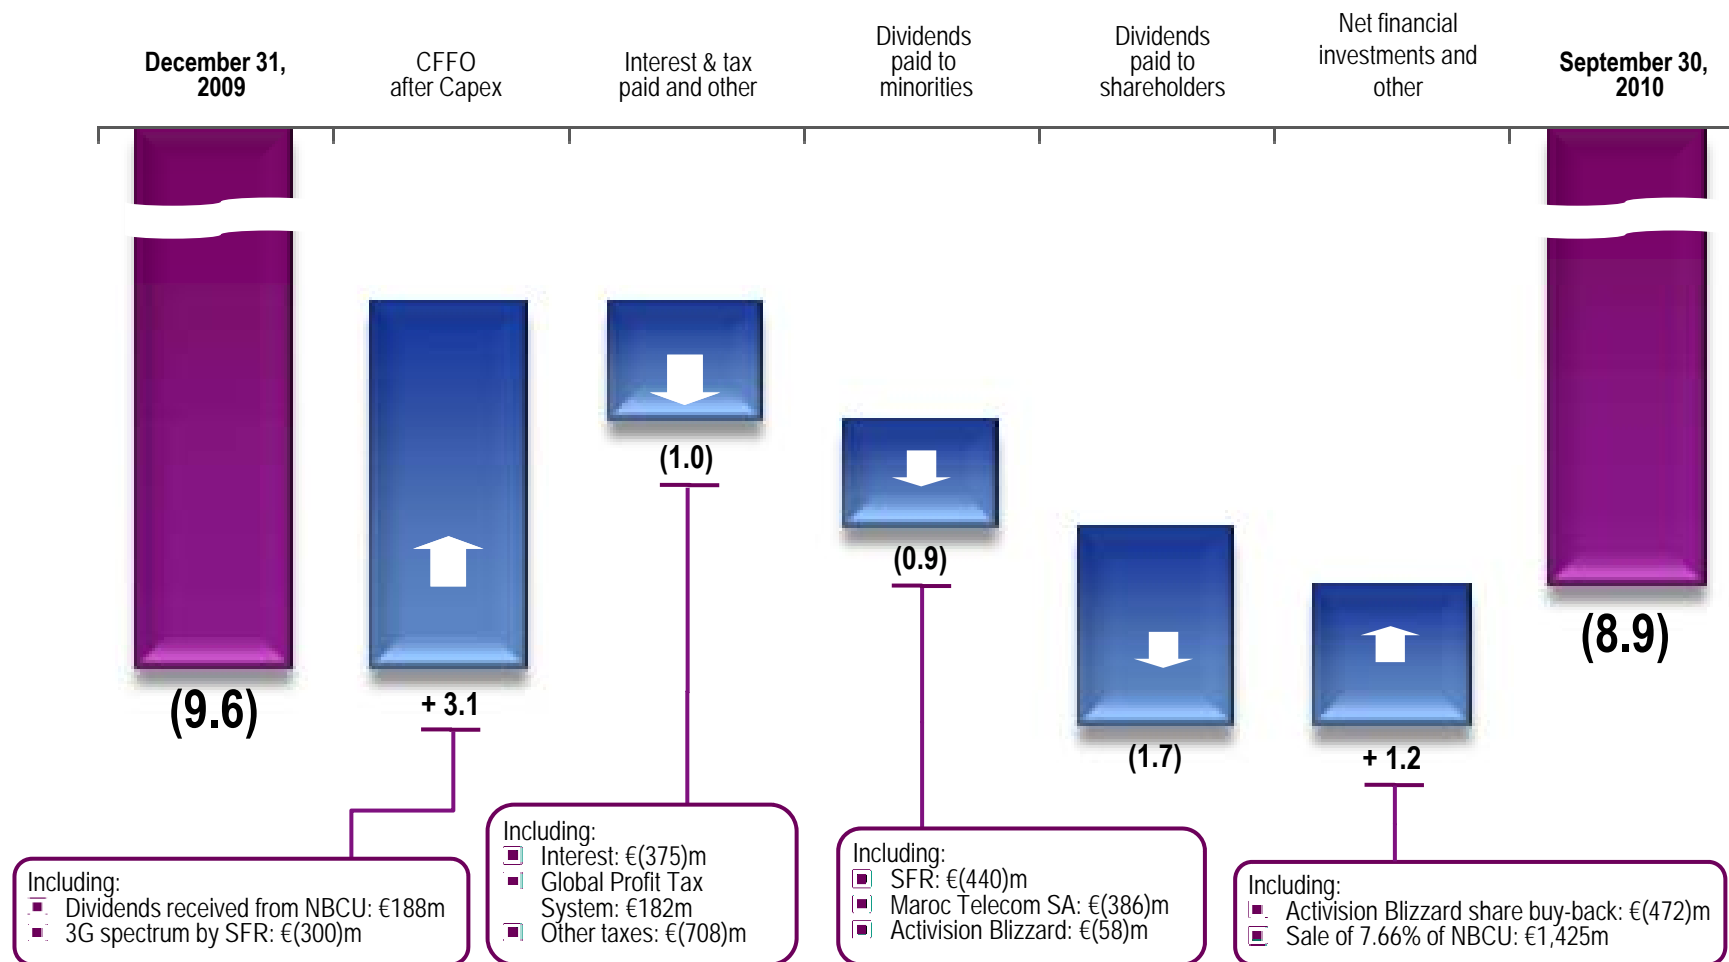 December 31,
2009
CFFO
after Capex
Interest & tax
paid and other
Dividends
paid to
minorities
Dividends
paid to
shareholders
Net financial
investments and
other
September 30,
2010
(9.6)
+ 3.1
(1.0)
(0.9)
(1.7)
+ 1.2
(8.9)
Including:
Dividends received from NBCU: €188m
3G spectrum by SFR: €(300)m
Including:
Interest: €(375)m
Global Profit Tax
System: €182m
Other taxes: €(708)m
Including:
SFR: €(440)m
Maroc Telecom SA: €(386)m
Activision Blizzard: €(58)m
Including:
Activision Blizzard share buy-back: €(472)m
Sale of 7.66% of NBCU: €1,425m